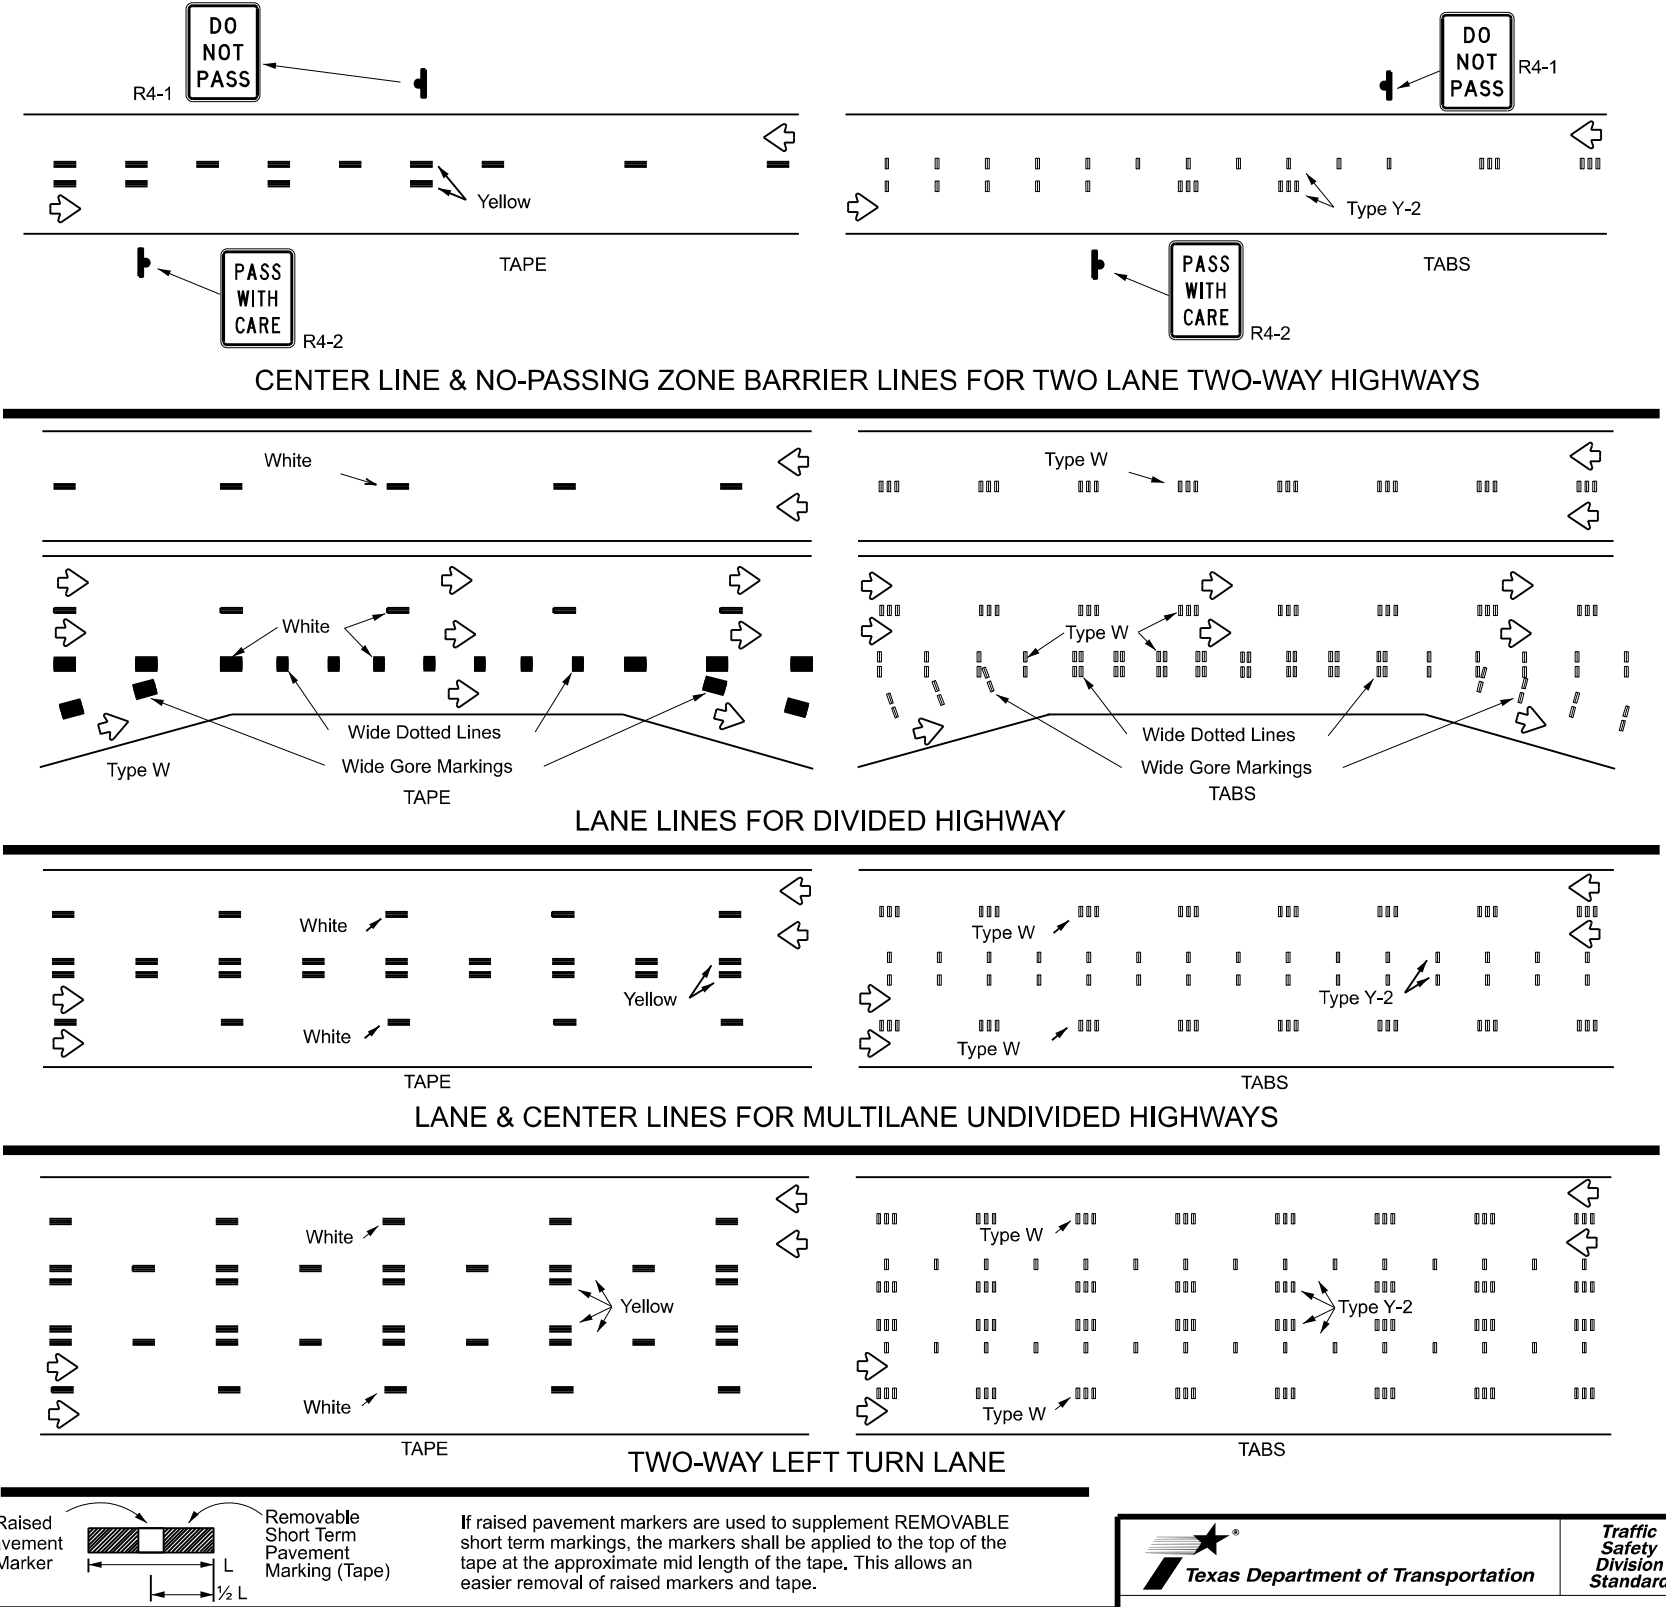 DO
NOT
PASS
R4-1
DO
NOT
PASS
R4-1
Yellow
Type Y-2
PASS
WITH
CARE
R4-2
TAPE
PASS
WITH
CARE
R4-2
TABS
CENTER LINE & NO-PASSING ZONE BARRIER LINES FOR TWO LANE TWO-WAY HIGHWAYS
White
Type W
White
Type W
Wide Dotted Lines
Wide Gore Markings
Type W
TAPE
Wide Dotted Lines
Wide Gore Markings
TABS
LANE LINES FOR DIVIDED HIGHWAY
White
Type W
Yellow
Type Y-2
White
Type W
TAPE
TABS
LANE & CENTER LINES FOR MULTILANE UNDIVIDED HIGHWAYS
White
Type W
Yellow
Type Y-2
White
Type W
TAPE
TABS
TWO-WAY LEFT TURN LANE
Raised
avement
Marker
Removable
Short Term
Pavement
Marking (Tape)
L
½ L
If raised pavement markers are used to supplement REMOVABLE
short term markings, the markers shall be applied to the top of the
tape at the approximate mid length of the tape. This allows an
easier removal of raised markers and tape.
®
Texas Department of Transportation
Traffic
Safety
Division
Standard